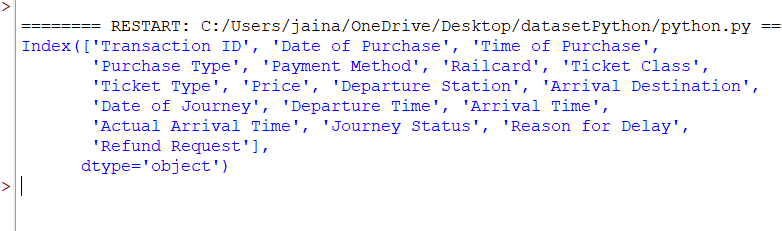 >
======== RESTART: C:/Users/jaina/OneDrive/Desktop/datasetPython/python.py ==
Index(['Transaction ID', 'Date of Purchase', 'Time of Purchase',
'Purchase Type', 'Payment Method', 'Railcard', 'Ticket Class',
'Ticket Type', 'Price', 'Departure Station', 'Arrival Destination',
'Date of Journey', 'Departure Time', 'Arrival Time',
'Actual Arrival Time', 'Journey Status', 'Reason for Delay',
'Refund Request'],
dtype='object')
>